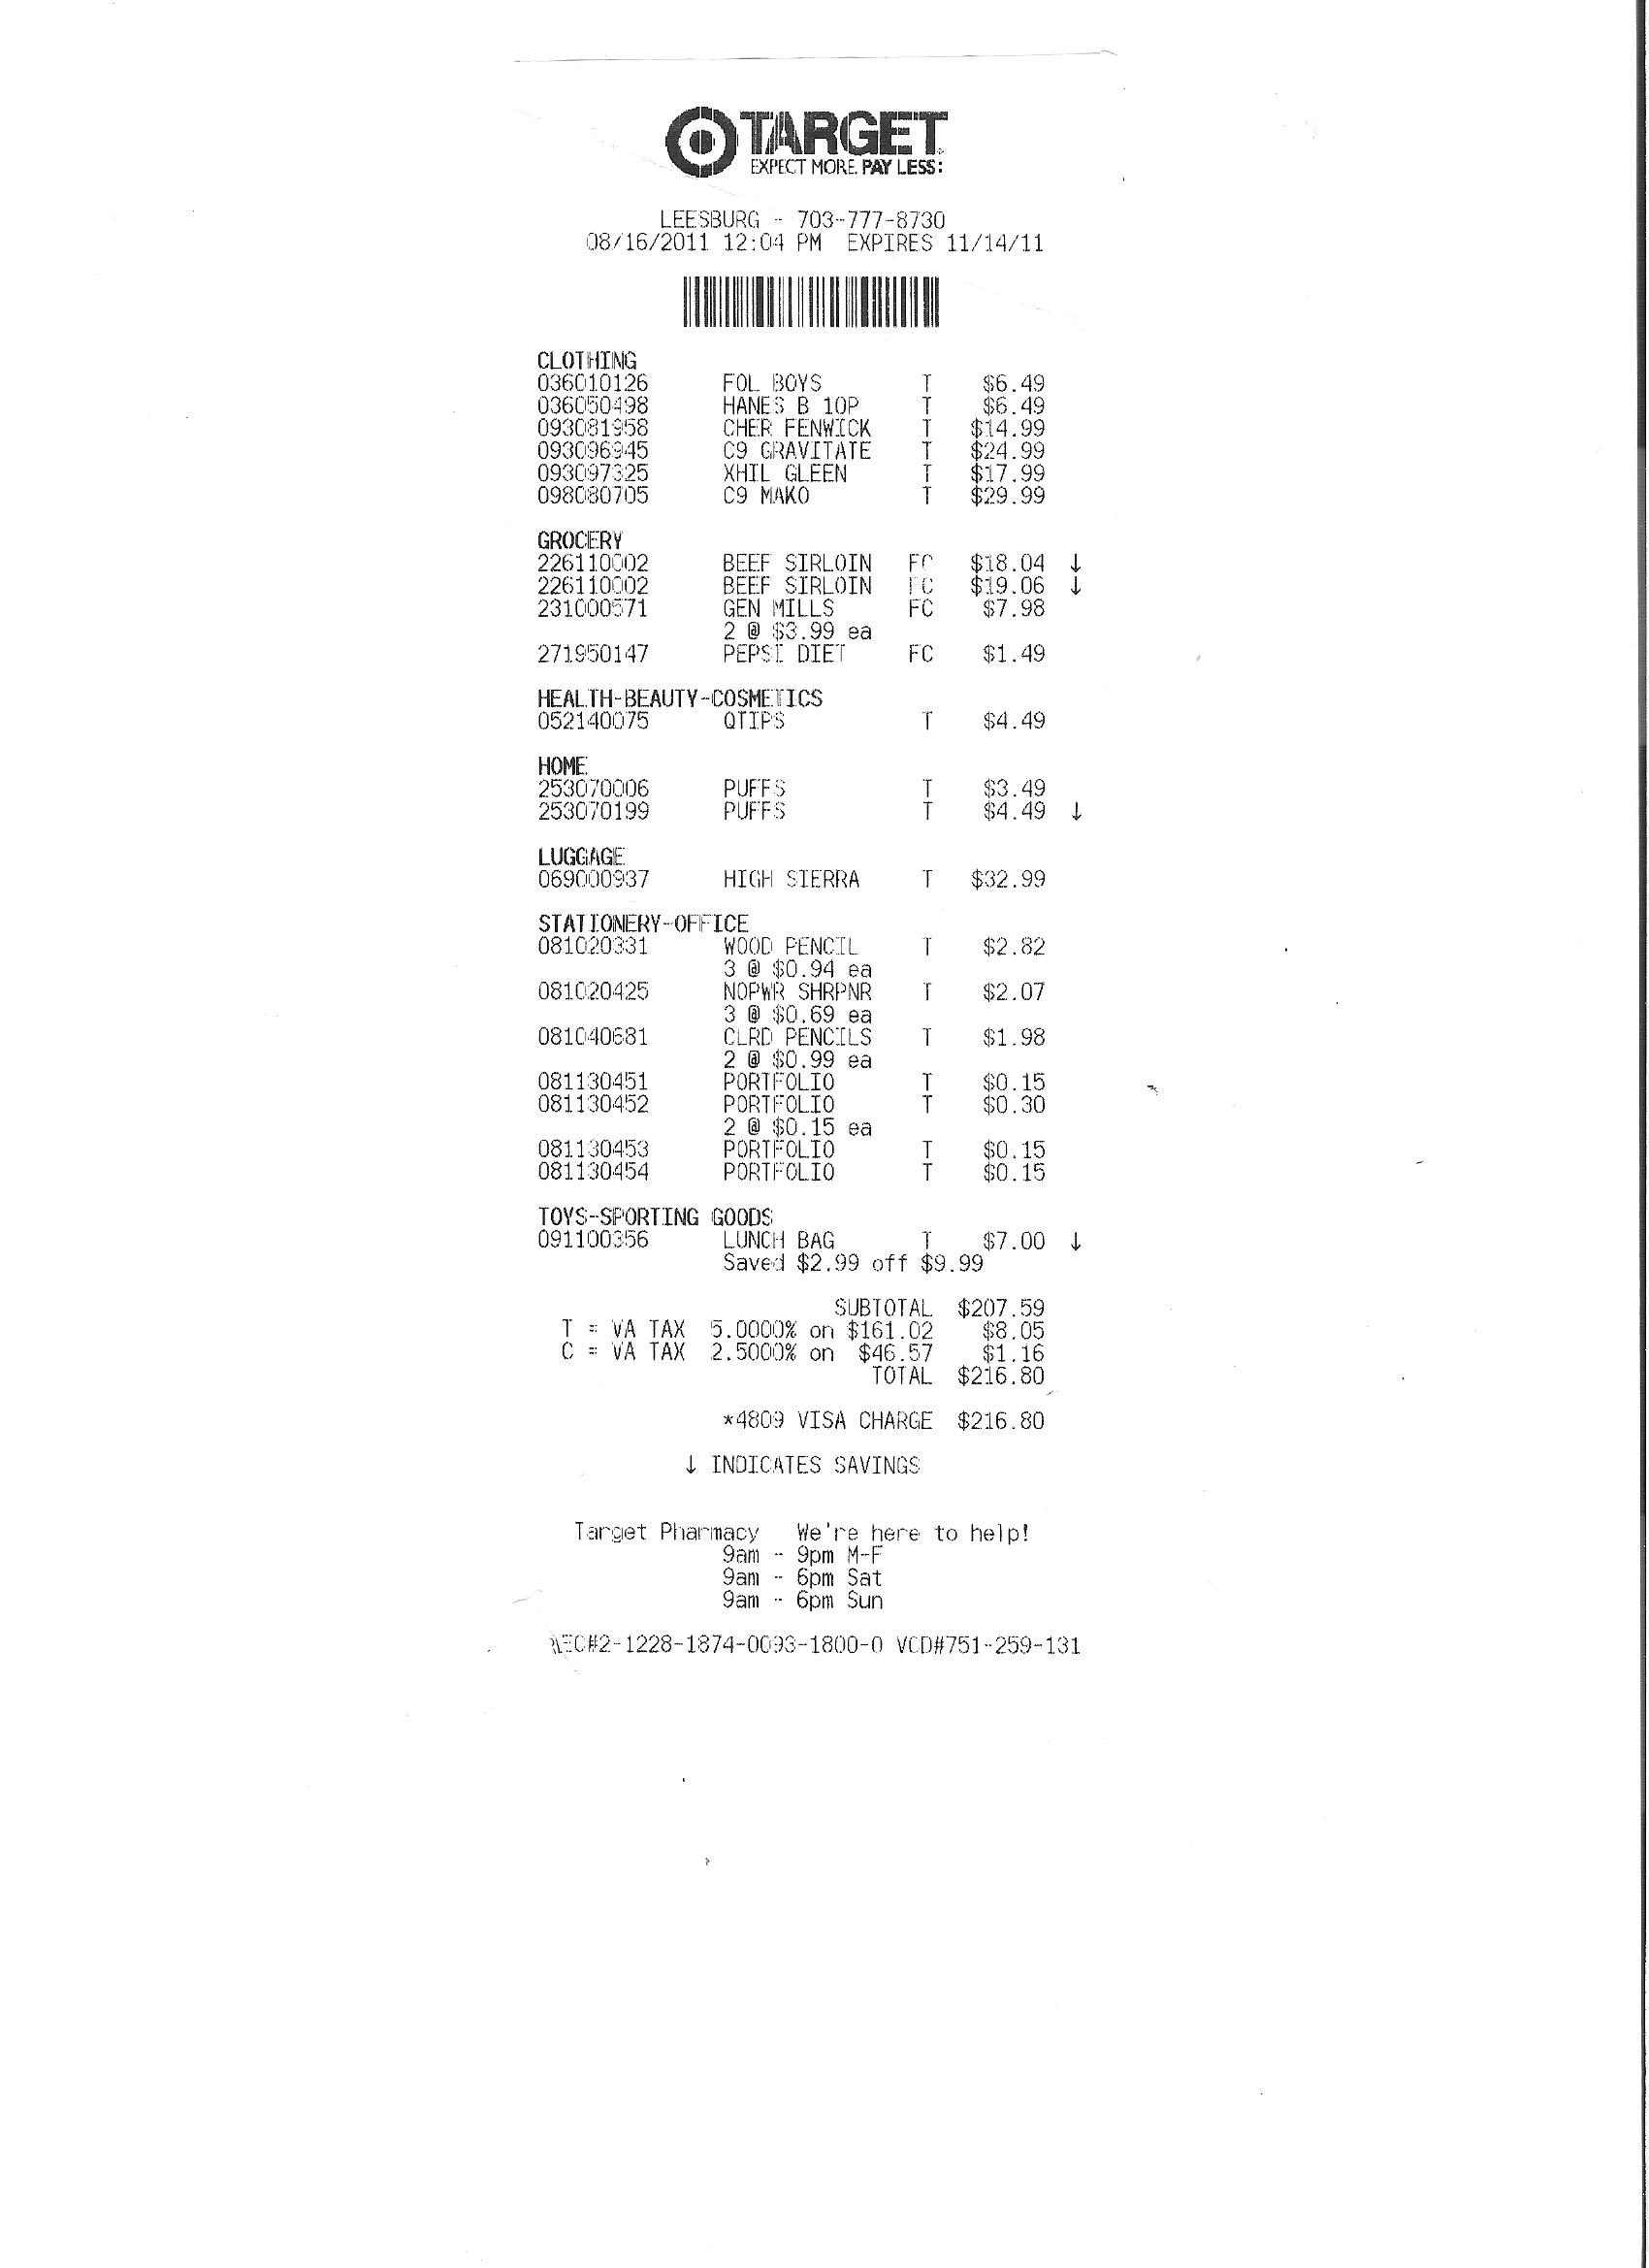 TARGET
EXPECT MORE. PAY LESS.
LEESBURG - 703-777-8730
08/16/2011 12:04 PM EXPIRES 11/14/11
CLOTHING
036010126 FOL BOYS T $6.49
036050498 HANES B 10P T $6.49
093081958 CHER FENWICK T $14.99
093096945 C9 GRAVITATE T $24.99
093097325 XHIL GLEEN T $17.99
098080705 C9 MAKO T $29.99
GROCERY
226110002 BEEF SIRLOIN FC $18.04 ↓
226110002 BEEF SIRLOIN FC $19.06 ↓
231000571 GEN MILLS FC $7.98
2 @ $3.99 ea
271950147 PEPSI DIET FC $1.49
HEALTH-BEAUTY-COSMETICS
052140075 QTIPS T $4.49
HOME
253070006 PUFFS T $3.49
253070199 PUFFS T $4.49 ↓
LUGGAGE
069000937 HIGH SIERRA T $32.99
STATIONERY-OFFICE
081020331 WOOD PENCIL T $2.82
3 @ $0.94 ea
081020425 NOPWR SHRPNR T $2.07
3 @ $0.69 ea
081040681 CLRD PENCILS T $1.98
2 @ $0.99 ea
081130451 PORTFOLIO T $0.15
081130452 PORTFOLIO T $0.30
2 @ $0.15 ea
081130453 PORTFOLIO T $0.15
081130454 PORTFOLIO T $0.15
TOYS-SPORTING GOODS
091100356 LUNCH BAG T $7.00 ↓
Saved $2.99 off $9.99
SUBTOTAL $207.59
T = VA TAX 5.0000% on $161.02 $8.05
C = VA TAX 2.5000% on $46.57 $1.16
TOTAL $216.80
*4809 VISA CHARGE $216.80
↓ INDICATES SAVINGS
Target Pharmacy We're here to help!
9am - 9pm M-F
9am - 6pm Sat
9am - 6pm Sun
REC#2-1228-1874-0093-1800-0 VCD#751-259-131